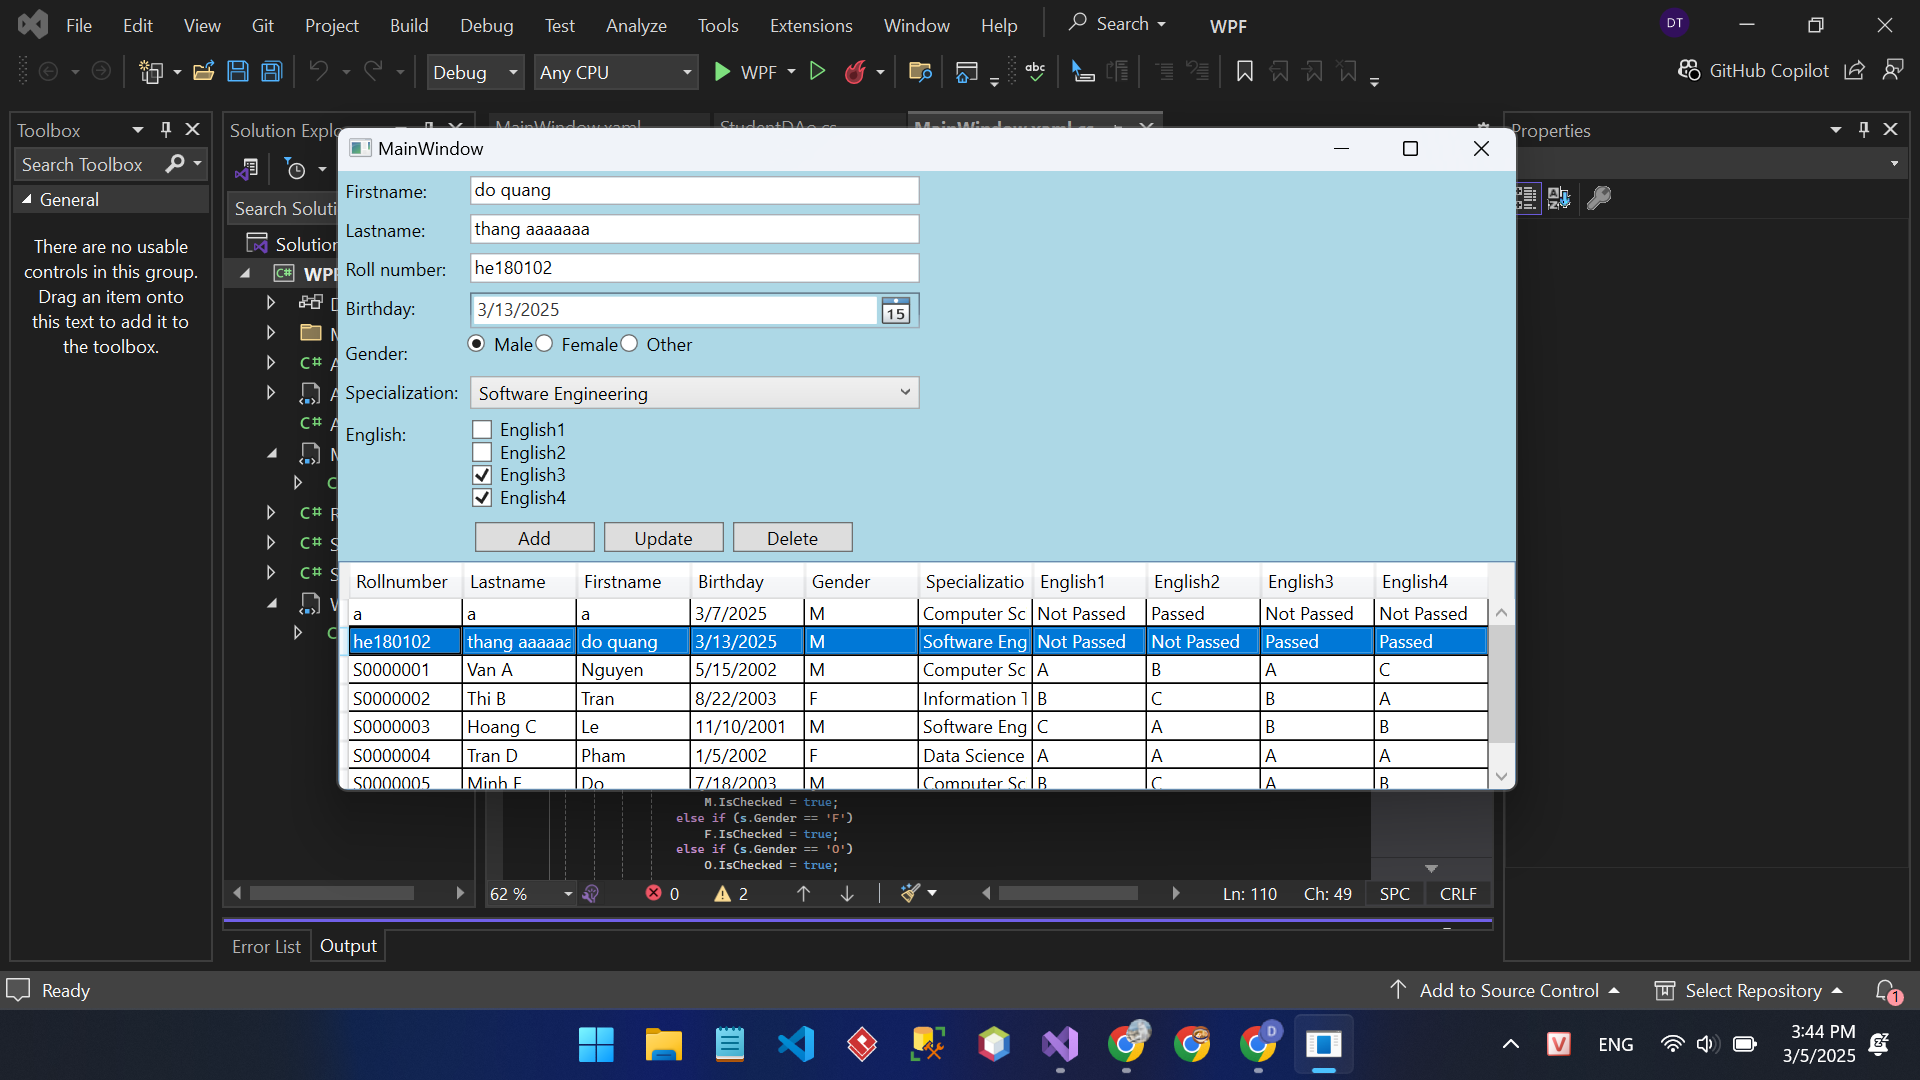 File Edit View Git Project Build Debug Test Analyze Tools Extensions Window Help Search WPF DT
Debug Any CPU WPF GitHub Copilot
Toolbox
Search Toolbox
General
There are no usable
controls in this group.
Drag an item onto
this text to add it to
the toolbox.
Solution Explo
Search Soluti
Solution
WPF
Properties
MainWindow
Firstname: do quang
Lastname: thang aaaaaaa
Roll number: he180102
Birthday: 3/13/2025 15
Gender: Male Female Other
Specialization: Software Engineering
English: English1
English2
English3
English4
Add Update Delete
Rollnumber Lastname Firstname Birthday Gender Specializatio English1 English2 English3 English4
a a a 3/7/2025 M Computer Sc Not Passed Passed Not Passed Not Passed
he180102 thang aaaaaa do quang 3/13/2025 M Software Eng Not Passed Not Passed Passed Passed
S0000001 Van A Nguyen 5/15/2002 M Computer Sc A B A C
S0000002 Thi B Tran 8/22/2003 F Information T B C B A
S0000003 Hoang C Le 11/10/2001 M Software Eng C A B B
S0000004 Tran D Pham 1/5/2002 F Data Science A A A A
S0000005 Minh E Do 7/18/2003 M Computer Sc B C A B
M.IsChecked = true;
else if (s.Gender == 'F')
F.IsChecked = true;
else if (s.Gender == 'O')
O.IsChecked = true;
62 % 0 2 Ln: 110 Ch: 49 SPC CRLF
Error List Output
Ready Add to Source Control Select Repository 1
ENG 3:44 PM
3/5/2025